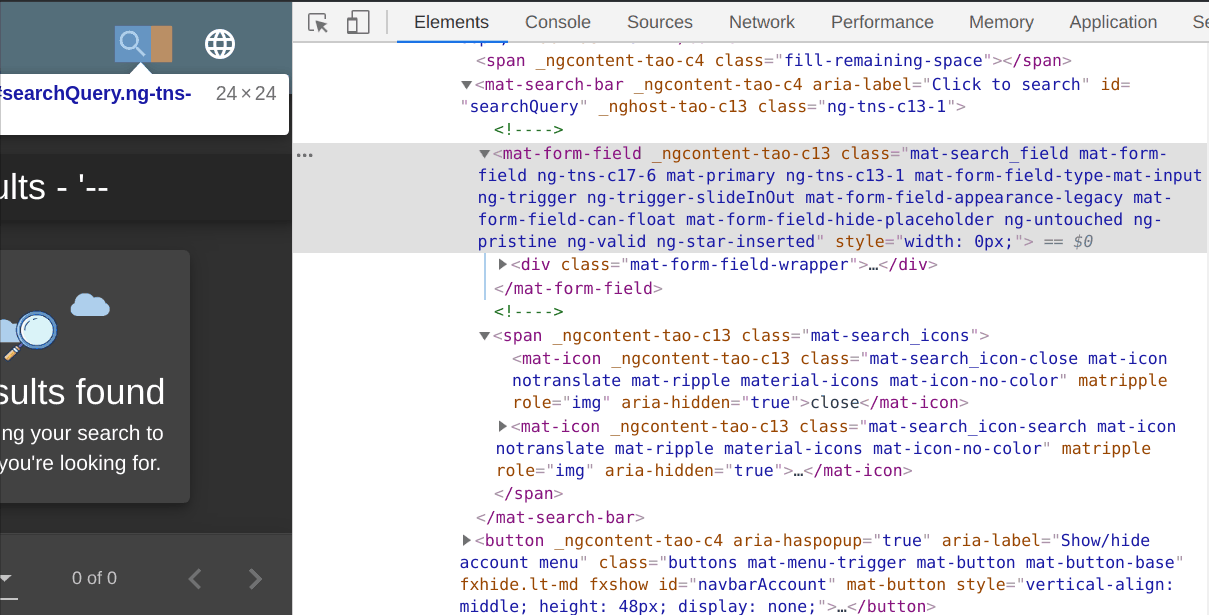 #searchQuery.ng-tns-
24 × 24
ults - '--
sults found
ng your search to
you're looking for.
0 of 0
Elements Console Sources Network Performance Memory Application Se
<span _ngcontent-tao-c4 class="fill-remaining-space"></span>
<mat-search-bar _ngcontent-tao-c4 aria-label="Click to search" id=
"searchQuery" _nghost-tao-c13 class="ng-tns-c13-1">
<!---->
<mat-form-field _ngcontent-tao-c13 class="mat-search_field mat-form-
field ng-tns-c17-6 mat-primary ng-tns-c13-1 mat-form-field-type-mat-input
ng-trigger ng-trigger-slideInOut mat-form-field-appearance-legacy mat-
form-field-can-float mat-form-field-hide-placeholder ng-untouched ng-
pristine ng-valid ng-star-inserted" style="width: 0px;"> == $0
<div class="mat-form-field-wrapper">…</div>
</mat-form-field>
<!---->
<span _ngcontent-tao-c13 class="mat-search_icons">
<mat-icon _ngcontent-tao-c13 class="mat-search_icon-close mat-icon
notranslate mat-ripple material-icons mat-icon-no-color" matripple
role="img" aria-hidden="true">close</mat-icon>
<mat-icon _ngcontent-tao-c13 class="mat-search_icon-search mat-icon
notranslate mat-ripple material-icons mat-icon-no-color" matripple
role="img" aria-hidden="true">…</mat-icon>
</span>
</mat-search-bar>
<button _ngcontent-tao-c4 aria-haspopup="true" aria-label="Show/hide
account menu" class="buttons mat-menu-trigger mat-button mat-button-base"
fxhide.lt-md fxshow id="navbarAccount" mat-button style="vertical-align:
middle; height: 48px; display: none;">…</button>